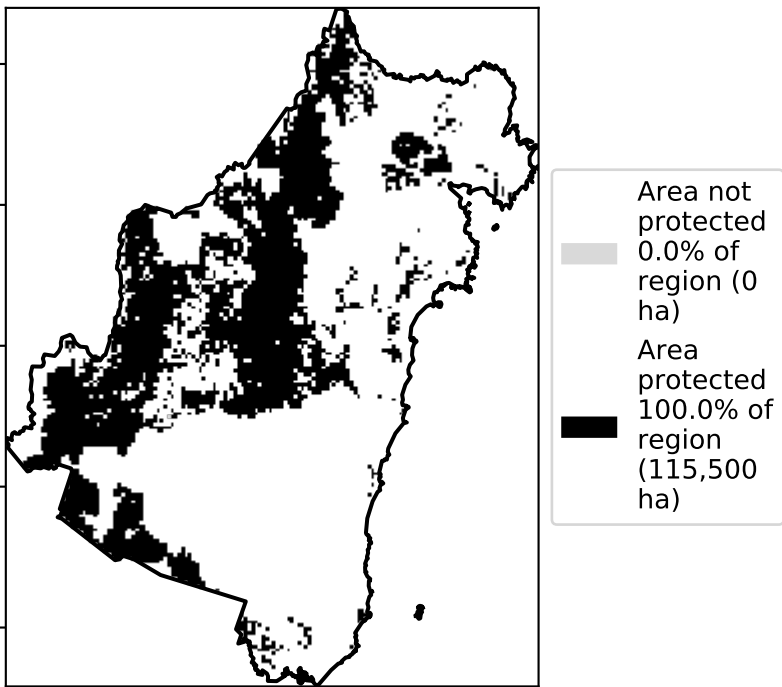 Area not
protected
0.0% of
region (0
ha)
Area
protected
100.0% of
region
(115,500
ha)